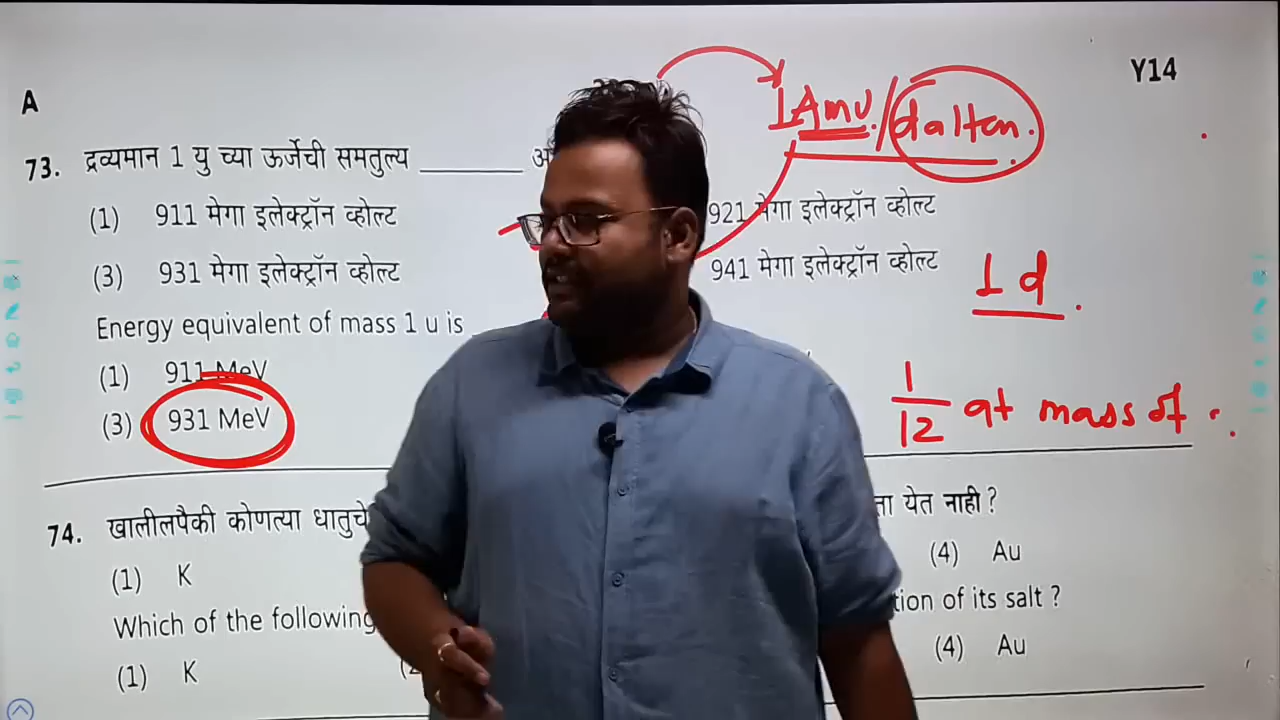 A
Y14
1 Amu / dalton.
73. द्रव्यमान 1 यु च्या ऊर्जेची समतुल्य ________
(1) 911 मेगा इलेक्ट्रॉन व्होल्ट
921 मेगा इलेक्ट्रॉन व्होल्ट
(3) 931 मेगा इलेक्ट्रॉन व्होल्ट
941 मेगा इलेक्ट्रॉन व्होल्ट
1 d.
Energy equivalent of mass 1 u is
(1) 911 MeV
(3) 931 MeV
1/12 at mass of
74. खालीलपैकी कोणत्या येत नाही ?
(1) K
(4) Au
Which of the following tion of its salt ?
(1) K
(4) Au